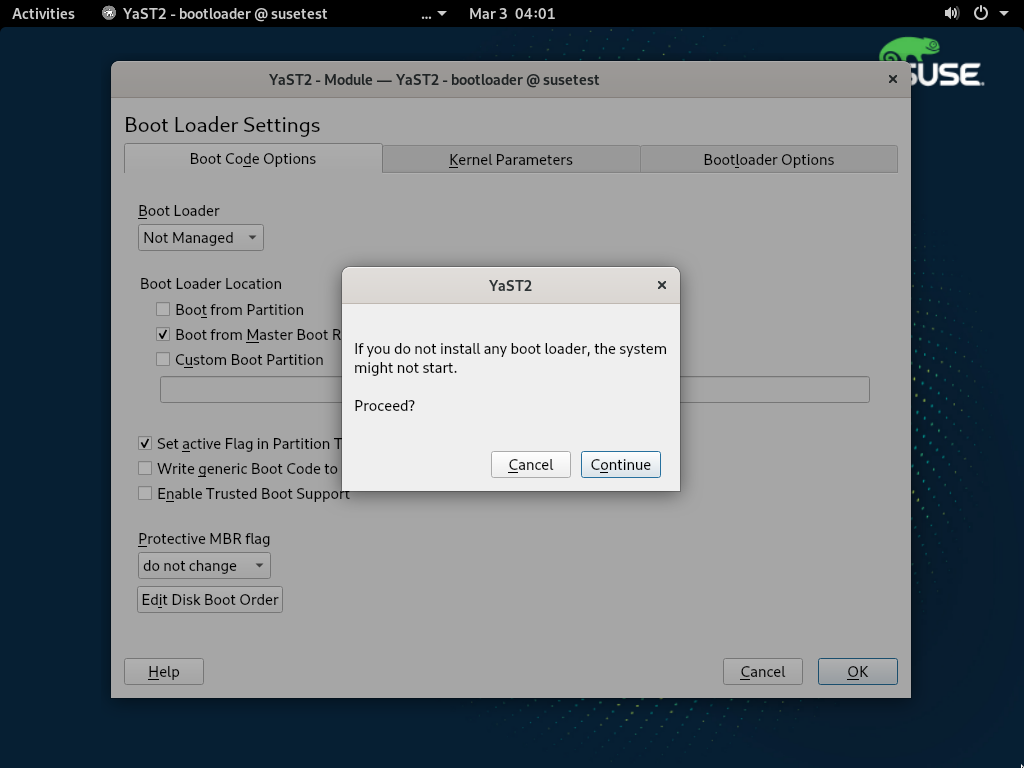 Activities
YaST2 - bootloader @ susetest
...
Mar 3 04:01
SUSE
YaST2 - Module — YaST2 - bootloader @ susetest
Boot Loader Settings
Boot Code Options
Kernel Parameters
Bootloader Options
Boot Loader
Not Managed
Boot Loader Location
Boot from Partition
Boot from Master Boot R
Custom Boot Partition
Set active Flag in Partition T
Write generic Boot Code to
Enable Trusted Boot Support
Protective MBR flag
do not change
Edit Disk Boot Order
Help
Cancel
OK
YaST2
If you do not install any boot loader, the system
might not start.
Proceed?
Cancel
Continue